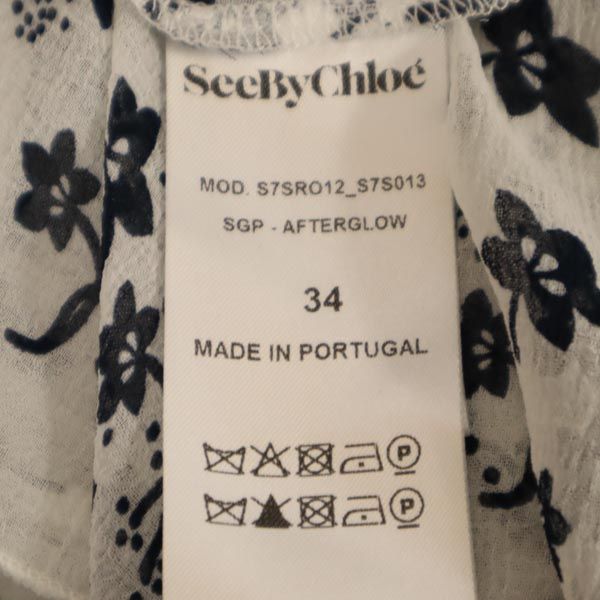 SeeByChloé
MOD. S7SRO12_S7S013
SGP - AFTERGLOW
34
MADE IN PORTUGAL
P
P